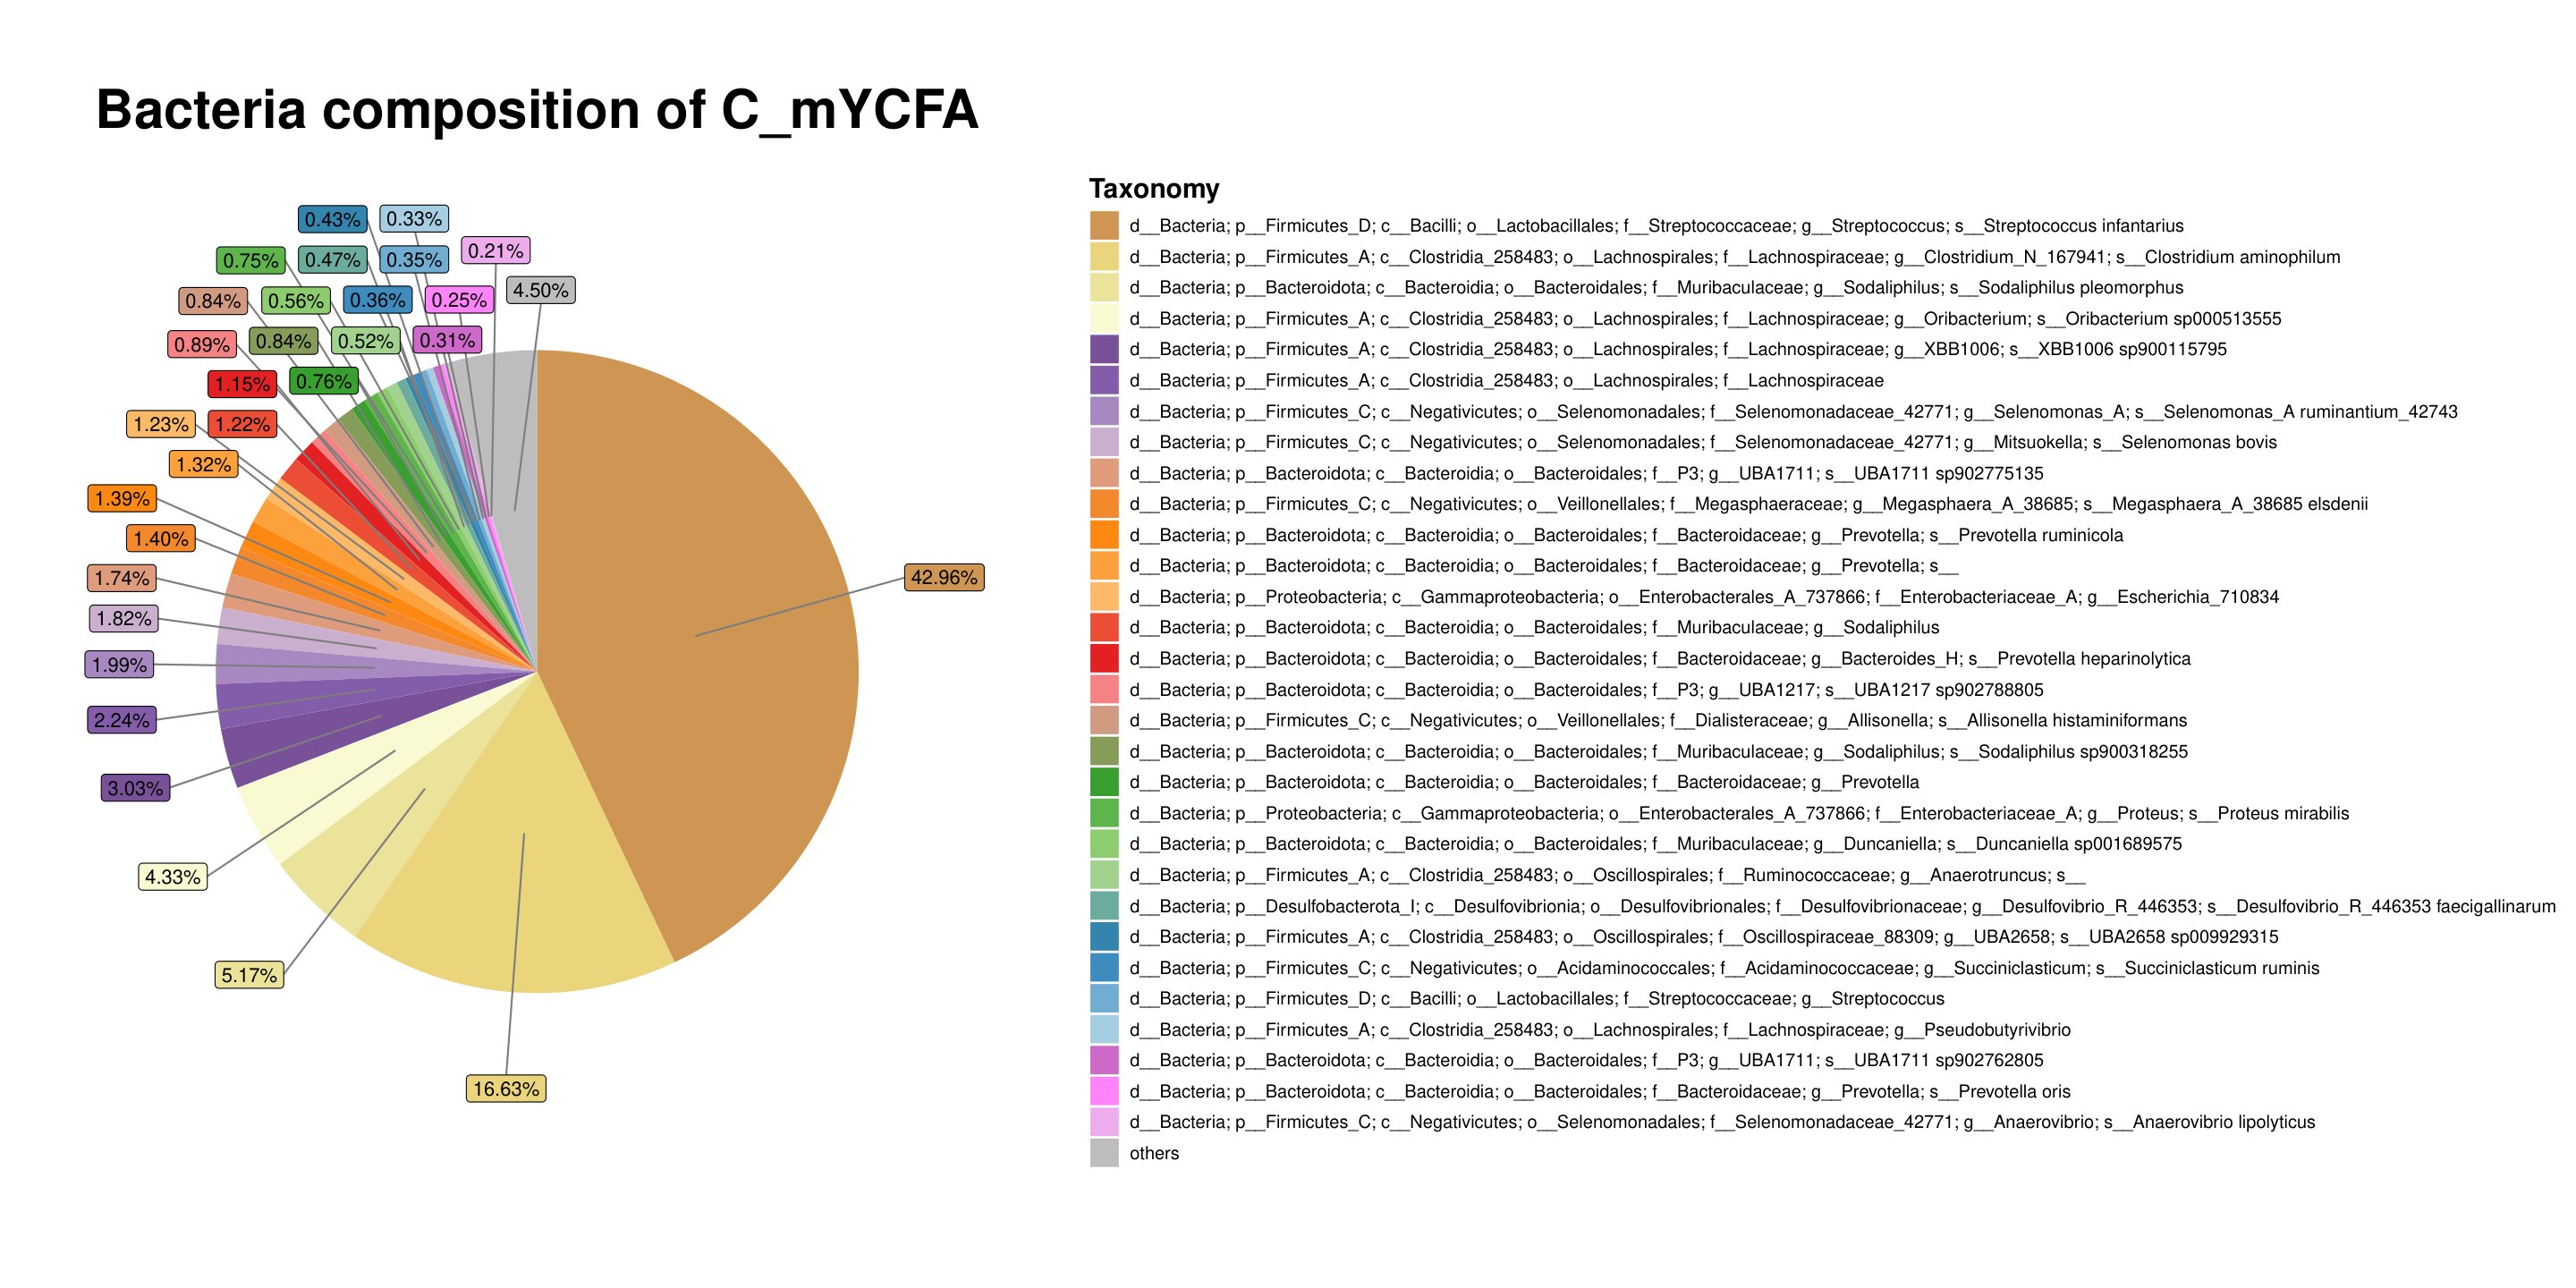 Bacteria composition of C_mYCFA
0.43%
0.33%
0.21%
0.75%
0.47%
0.35%
4.50%
0.84%
0.56%
0.36%
0.25%
0.89%
0.84%
0.52%
0.31%
1.15%
0.76%
1.23%
1.22%
1.32%
1.39%
1.40%
1.74%
42.96%
1.82%
1.99%
2.24%
3.03%
4.33%
5.17%
16.63%
Taxonomy
d__Bacteria; p__Firmicutes_D; c__Bacilli; o__Lactobacillales; f__Streptococcaceae; g__Streptococcus; s__Streptococcus infantarius
d__Bacteria; p__Firmicutes_A; c__Clostridia_258483; o__Lachnospirales; f__Lachnospiraceae; g__Clostridium_N_167941; s__Clostridium aminophilum
d__Bacteria; p__Bacteroidota; c__Bacteroidia; o__Bacteroidales; f__Muribaculaceae; g__Sodaliphilus; s__Sodaliphilus pleomorphus
d__Bacteria; p__Firmicutes_A; c__Clostridia_258483; o__Lachnospirales; f__Lachnospiraceae; g__Oribacterium; s__Oribacterium sp000513555
d__Bacteria; p__Firmicutes_A; c__Clostridia_258483; o__Lachnospirales; f__Lachnospiraceae; g__XBB1006; s__XBB1006 sp900115795
d__Bacteria; p__Firmicutes_A; c__Clostridia_258483; o__Lachnospirales; f__Lachnospiraceae
d__Bacteria; p__Firmicutes_C; c__Negativicutes; o__Selenomonadales; f__Selenomonadaceae_42771; g__Selenomonas_A; s__Selenomonas_A ruminantium_42743
d__Bacteria; p__Firmicutes_C; c__Negativicutes; o__Selenomonadales; f__Selenomonadaceae_42771; g__Mitsuokella; s__Selenomonas bovis
d__Bacteria; p__Bacteroidota; c__Bacteroidia; o__Bacteroidales; f__P3; g__UBA1711; s__UBA1711 sp902775135
d__Bacteria; p__Firmicutes_C; c__Negativicutes; o__Veillonellales; f__Megasphaeraceae; g__Megasphaera_A_38685; s__Megasphaera_A_38685 elsdenii
d__Bacteria; p__Bacteroidota; c__Bacteroidia; o__Bacteroidales; f__Bacteroidaceae; g__Prevotella; s__Prevotella ruminicola
d__Bacteria; p__Bacteroidota; c__Bacteroidia; o__Bacteroidales; f__Bacteroidaceae; g__Prevotella; s__
d__Bacteria; p__Proteobacteria; c__Gammaproteobacteria; o__Enterobacterales_A_737866; f__Enterobacteriaceae_A; g__Escherichia_710834
d__Bacteria; p__Bacteroidota; c__Bacteroidia; o__Bacteroidales; f__Muribaculaceae; g__Sodaliphilus
d__Bacteria; p__Bacteroidota; c__Bacteroidia; o__Bacteroidales; f__Bacteroidaceae; g__Bacteroides_H; s__Prevotella heparinolytica
d__Bacteria; p__Bacteroidota; c__Bacteroidia; o__Bacteroidales; f__P3; g__UBA1217; s__UBA1217 sp902788805
d__Bacteria; p__Firmicutes_C; c__Negativicutes; o__Veillonellales; f__Dialisteraceae; g__Allisonella; s__Allisonella histaminiformans
d__Bacteria; p__Bacteroidota; c__Bacteroidia; o__Bacteroidales; f__Muribaculaceae; g__Sodaliphilus; s__Sodaliphilus sp900318255
d__Bacteria; p__Bacteroidota; c__Bacteroidia; o__Bacteroidales; f__Bacteroidaceae; g__Prevotella
d__Bacteria; p__Proteobacteria; c__Gammaproteobacteria; o__Enterobacterales_A_737866; f__Enterobacteriaceae_A; g__Proteus; s__Proteus mirabilis
d__Bacteria; p__Bacteroidota; c__Bacteroidia; o__Bacteroidales; f__Muribaculaceae; g__Duncaniella; s__Duncaniella sp001689575
d__Bacteria; p__Firmicutes_A; c__Clostridia_258483; o__Oscillospirales; f__Ruminococcaceae; g__Anaerotruncus; s__
d__Bacteria; p__Desulfobacterota_I; c__Desulfovibrionia; o__Desulfovibrionales; f__Desulfovibrionaceae; g__Desulfovibrio_R_446353; s__Desulfovibrio_R_446353 faecigallinarum
d__Bacteria; p__Firmicutes_A; c__Clostridia_258483; o__Oscillospirales; f__Oscillospiraceae_88309; g__UBA2658; s__UBA2658 sp009929315
d__Bacteria; p__Firmicutes_C; c__Negativicutes; o__Acidaminococcales; f__Acidaminococcaceae; g__Succiniclasticum; s__Succiniclasticum ruminis
d__Bacteria; p__Firmicutes_D; c__Bacilli; o__Lactobacillales; f__Streptococcaceae; g__Streptococcus
d__Bacteria; p__Firmicutes_A; c__Clostridia_258483; o__Lachnospirales; f__Lachnospiraceae; g__Pseudobutyrivibrio
d__Bacteria; p__Bacteroidota; c__Bacteroidia; o__Bacteroidales; f__P3; g__UBA1711; s__UBA1711 sp902762805
d__Bacteria; p__Bacteroidota; c__Bacteroidia; o__Bacteroidales; f__Bacteroidaceae; g__Prevotella; s__Prevotella oris
d__Bacteria; p__Firmicutes_C; c__Negativicutes; o__Selenomonadales; f__Selenomonadaceae_42771; g__Anaerovibrio; s__Anaerovibrio lipolyticus
others